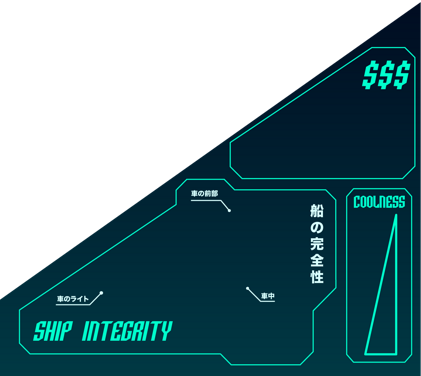 $$$
COOLNESS
車の前部
船の完全性
車のライト
車中
SHIP INTEGRITY